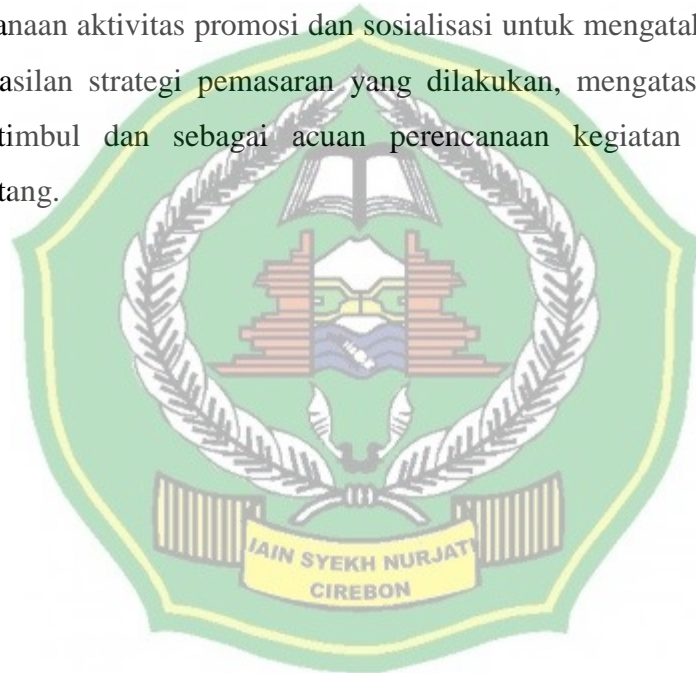 anaan aktivitas promosi dan sosialisasi untuk mengatal
asilan strategi pemasaran yang dilakukan, mengatas
timbul dan sebagai acuan perencanaan kegiatan
tang.
IAIN SYEKH NURJATI
CIREBON